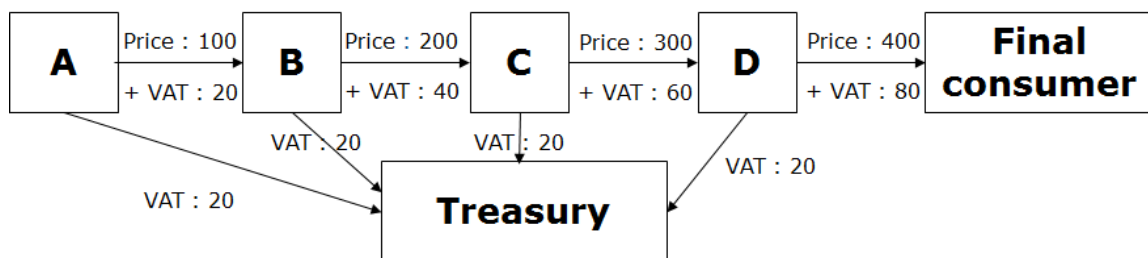 A
Price : 100
+ VAT : 20
B
Price : 200
+ VAT : 40
C
Price : 300
+ VAT : 60
D
Price : 400
+ VAT : 80
Final
consumer
VAT : 20
VAT : 20
VAT : 20
VAT : 20
Treasury